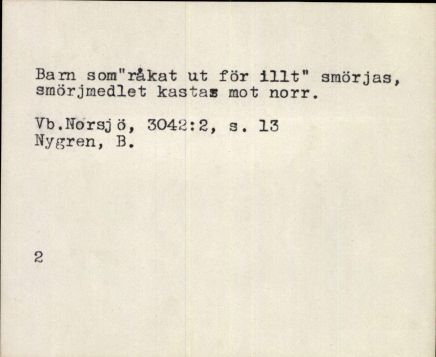 Barn som"råkat ut för illt" smörjas,
smörjmedlet kastas mot norr.
Vb.Norsjö, 3042:2, s. 13
Nygren, B.
2